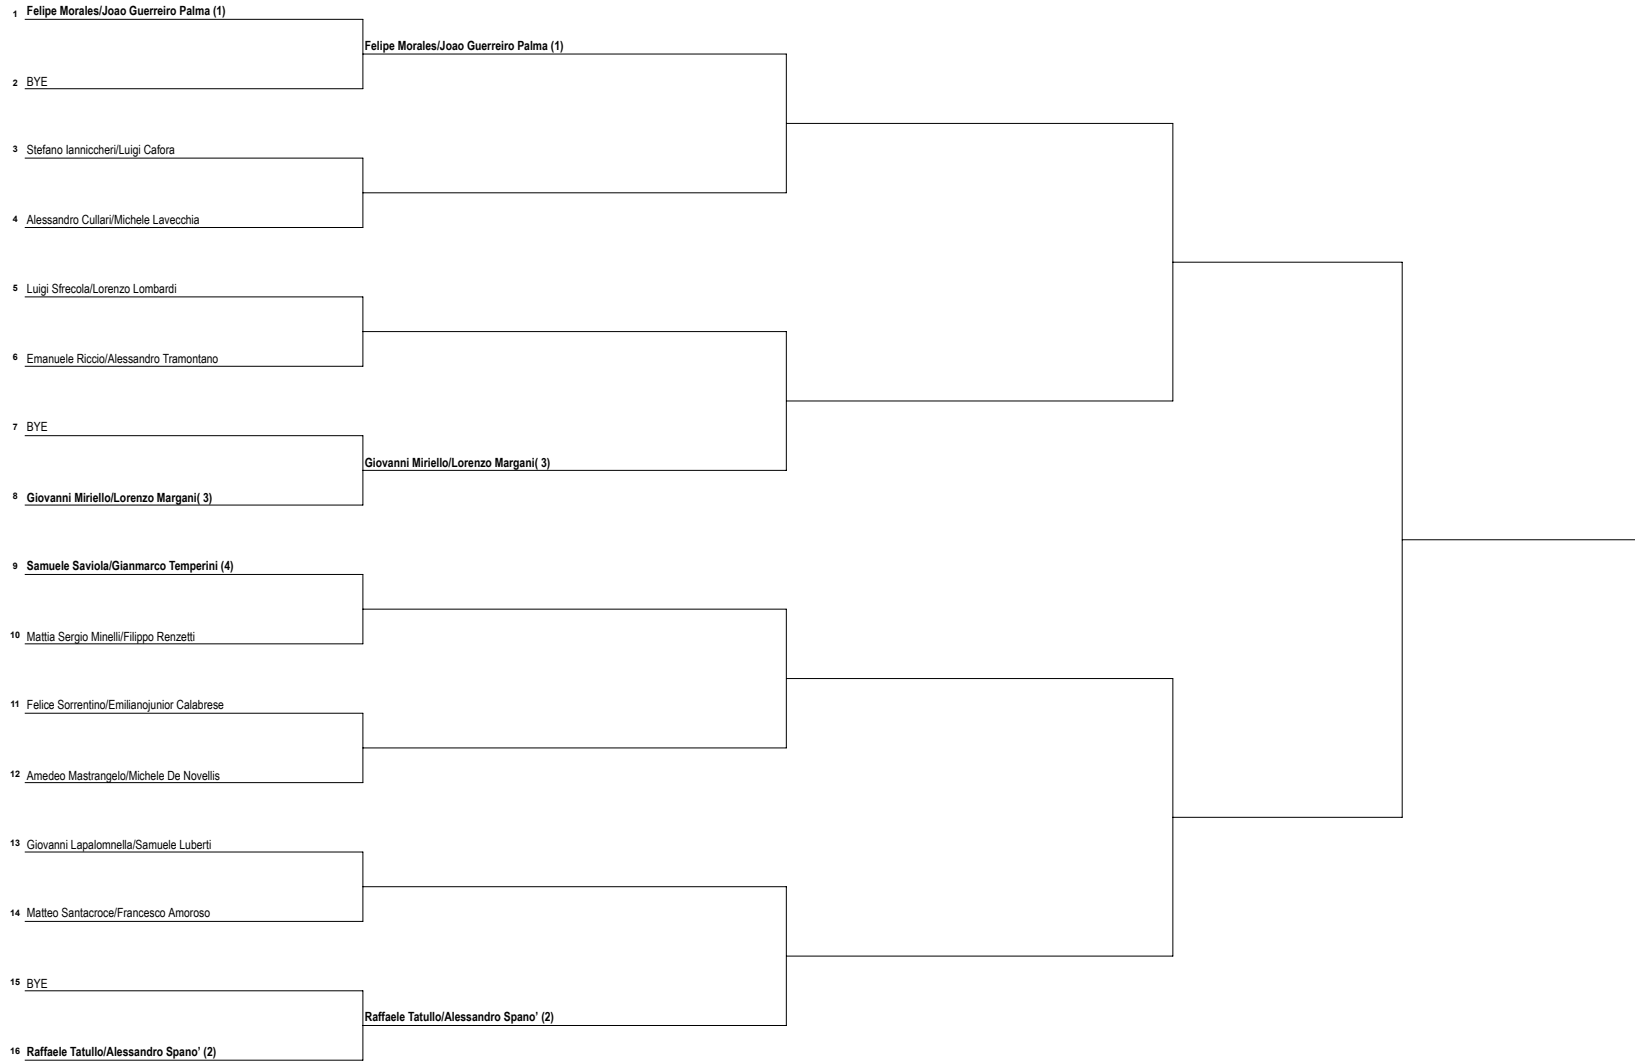 1 Felipe Morales/Joao Guerreiro Palma (1)
Felipe Morales/Joao Guerreiro Palma (1)
2 BYE
3 Stefano Ianniccheri/Luigi Cafora
4 Alessandro Cullari/Michele Lavecchia
5 Luigi Sfrecola/Lorenzo Lombardi
6 Emanuele Riccio/Alessandro Tramontano
7 BYE
Giovanni Miriello/Lorenzo Margani( 3)
8 Giovanni Miriello/Lorenzo Margani( 3)
9 Samuele Saviola/Gianmarco Temperini (4)
10 Mattia Sergio Minelli/Filippo Renzetti
11 Felice Sorrentino/Emilianojunior Calabrese
12 Amedeo Mastrangelo/Michele De Novellis
13 Giovanni Lapalomnella/Samuele Luberti
14 Matteo Santacroce/Francesco Amoroso
15 BYE
Raffaele Tatullo/Alessandro Spano’ (2)
16 Raffaele Tatullo/Alessandro Spano’ (2)